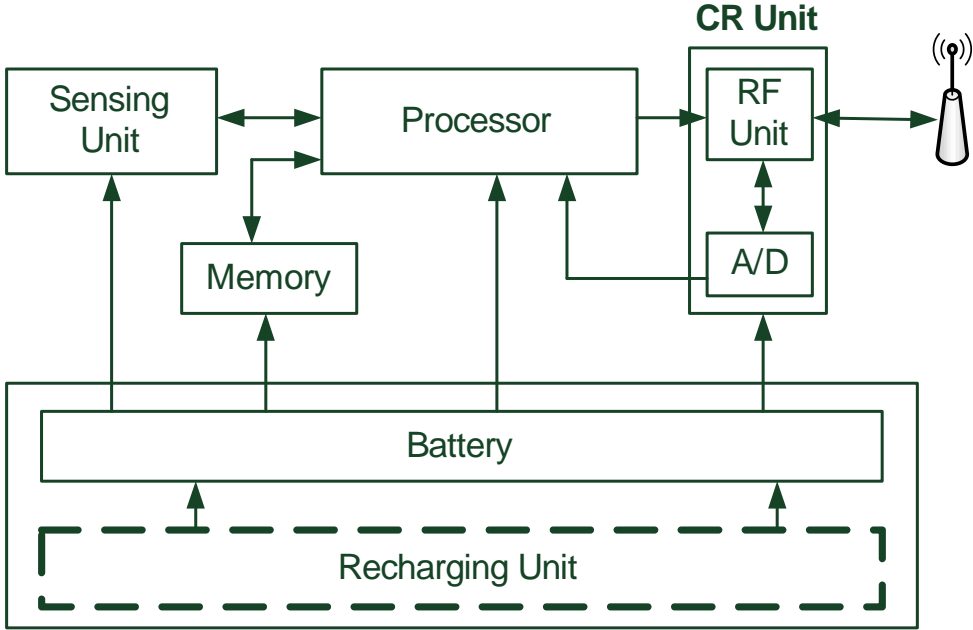 CR Unit
Sensing
Unit
Processor
RF
Unit
Memory
A/D
Battery
Recharging Unit